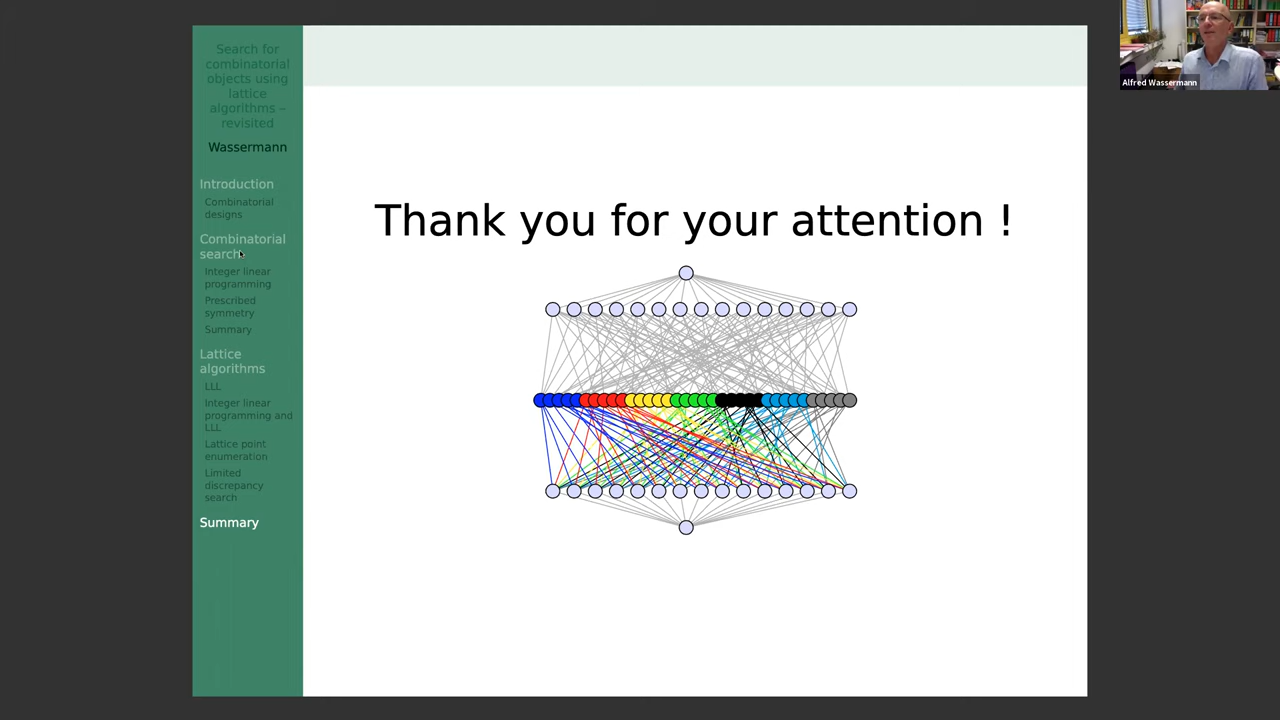 Search for
combinatorial
objects using
lattice
algorithms –
revisited
Wassermann
Introduction
Combinatorial
designs
Combinatorial
search
Integer linear
programming
Prescribed
symmetry
Summary
Lattice
algorithms
LLL
Integer linear
programming and
LLL
Lattice point
enumeration
Limited
discrepancy
search
Summary
Thank you for your attention !
Alfred Wassermann